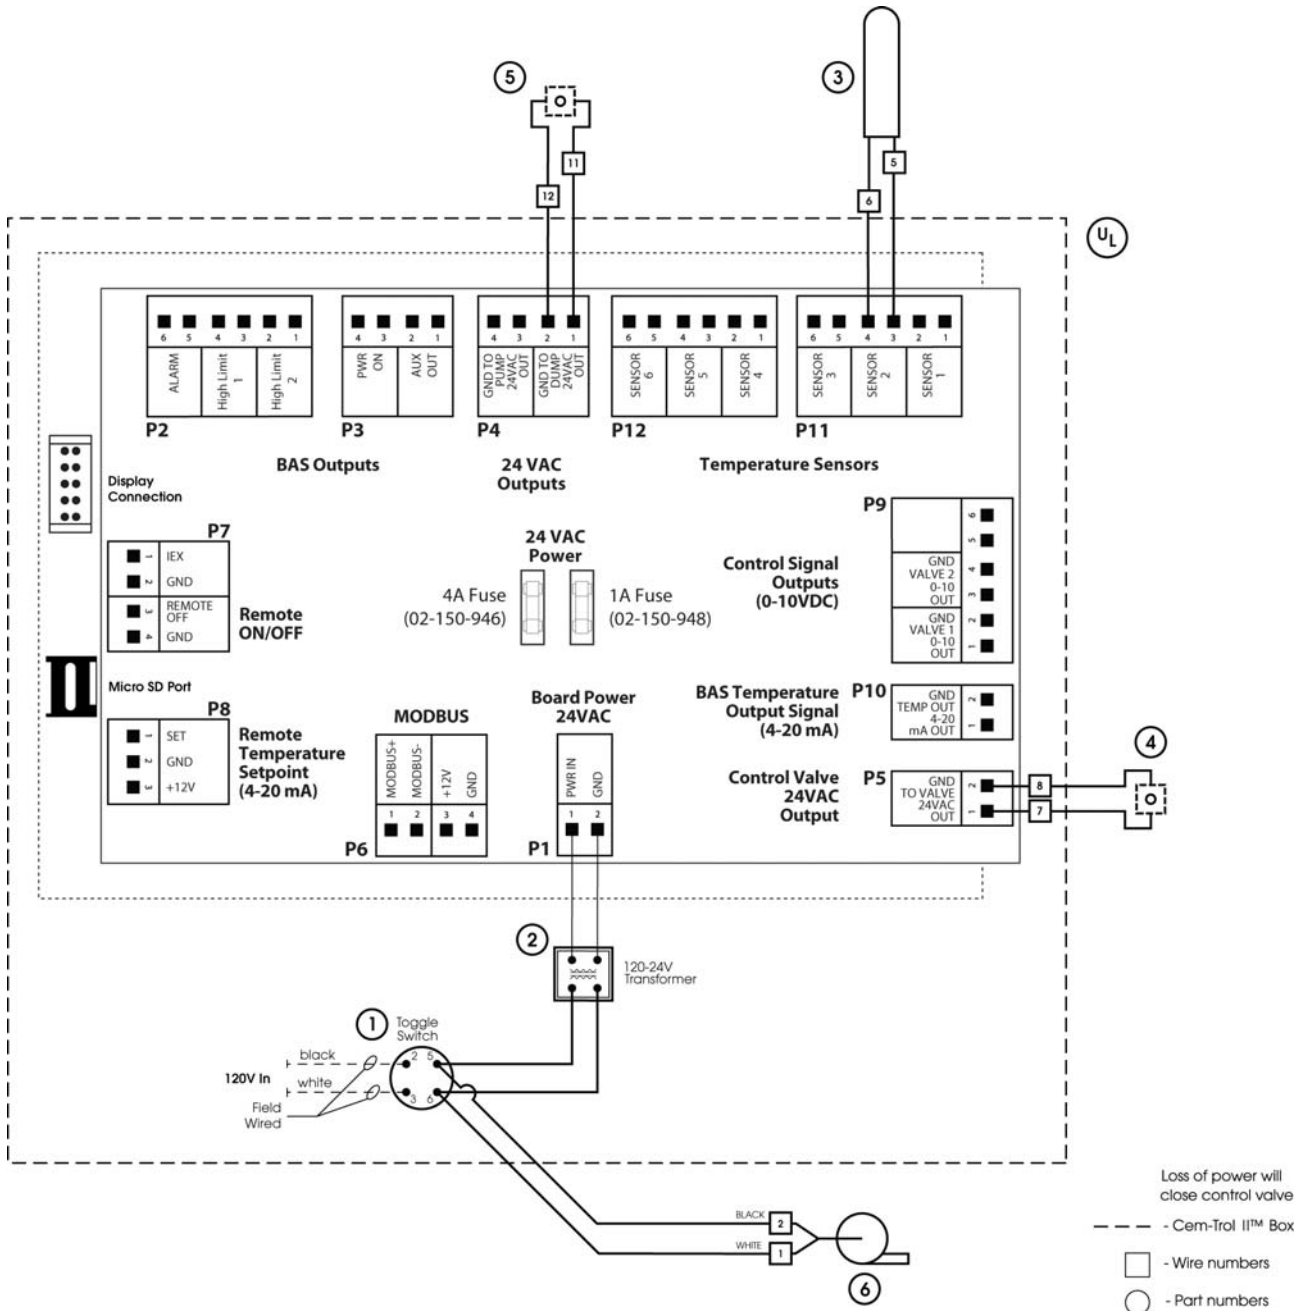 5
3
11
5
12
6
UL
6 5 4 3 2 1
ALARM
High Limit 1
High Limit 2
P2
4 3 2 1
PWR ON
AUX OUT
P3
4 3 2 1
GND TO
PUMP
24VAC
OUT
GND TO
DUMP
24VAC
OUT
P4
6 5 4 3 2 1
SENSOR 6
SENSOR 5
SENSOR 4
P12
6 5 4 3 2 1
SENSOR 3
SENSOR 2
SENSOR 1
P11
BAS Outputs
24 VAC
Outputs
Temperature Sensors
Display
Connection
P7
1 IEX
2 GND
3 REMOTE OFF
4 GND
Remote
ON/OFF
24 VAC
Power
4A Fuse
(02-150-946)
1A Fuse
(02-150-948)
P9
Control Signal
Outputs
(0-10VDC)
6
5
GND
VALVE 2
0-10
OUT
4
3
GND
VALVE 1
0-10
OUT
2
1
Micro SD Port
P8
1 SET
2 GND
3 +12V
Remote
Temperature
Setpoint
(4-20 mA)
MODBUS
MODBUS+
MODBUS-
+12V
GND
1 2 3 4
P6
Board Power
24VAC
PWR IN
GND
1 2
P1
BAS Temperature
Output Signal
(4-20 mA)
P10
GND
TEMP OUT
4-20
mA OUT
2
1
Control Valve
24VAC
Output
P5
GND
TO VALVE
24VAC
OUT
2
1
8
7
4
2
120-24V
Transformer
1
Toggle
Switch
black
120V In
white
Field
Wired
2 5
3 6
BLACK 2
WHITE 1
6
Loss of power will
close control valve
- Cem-Trol II™ Box
- Wire numbers
- Part numbers